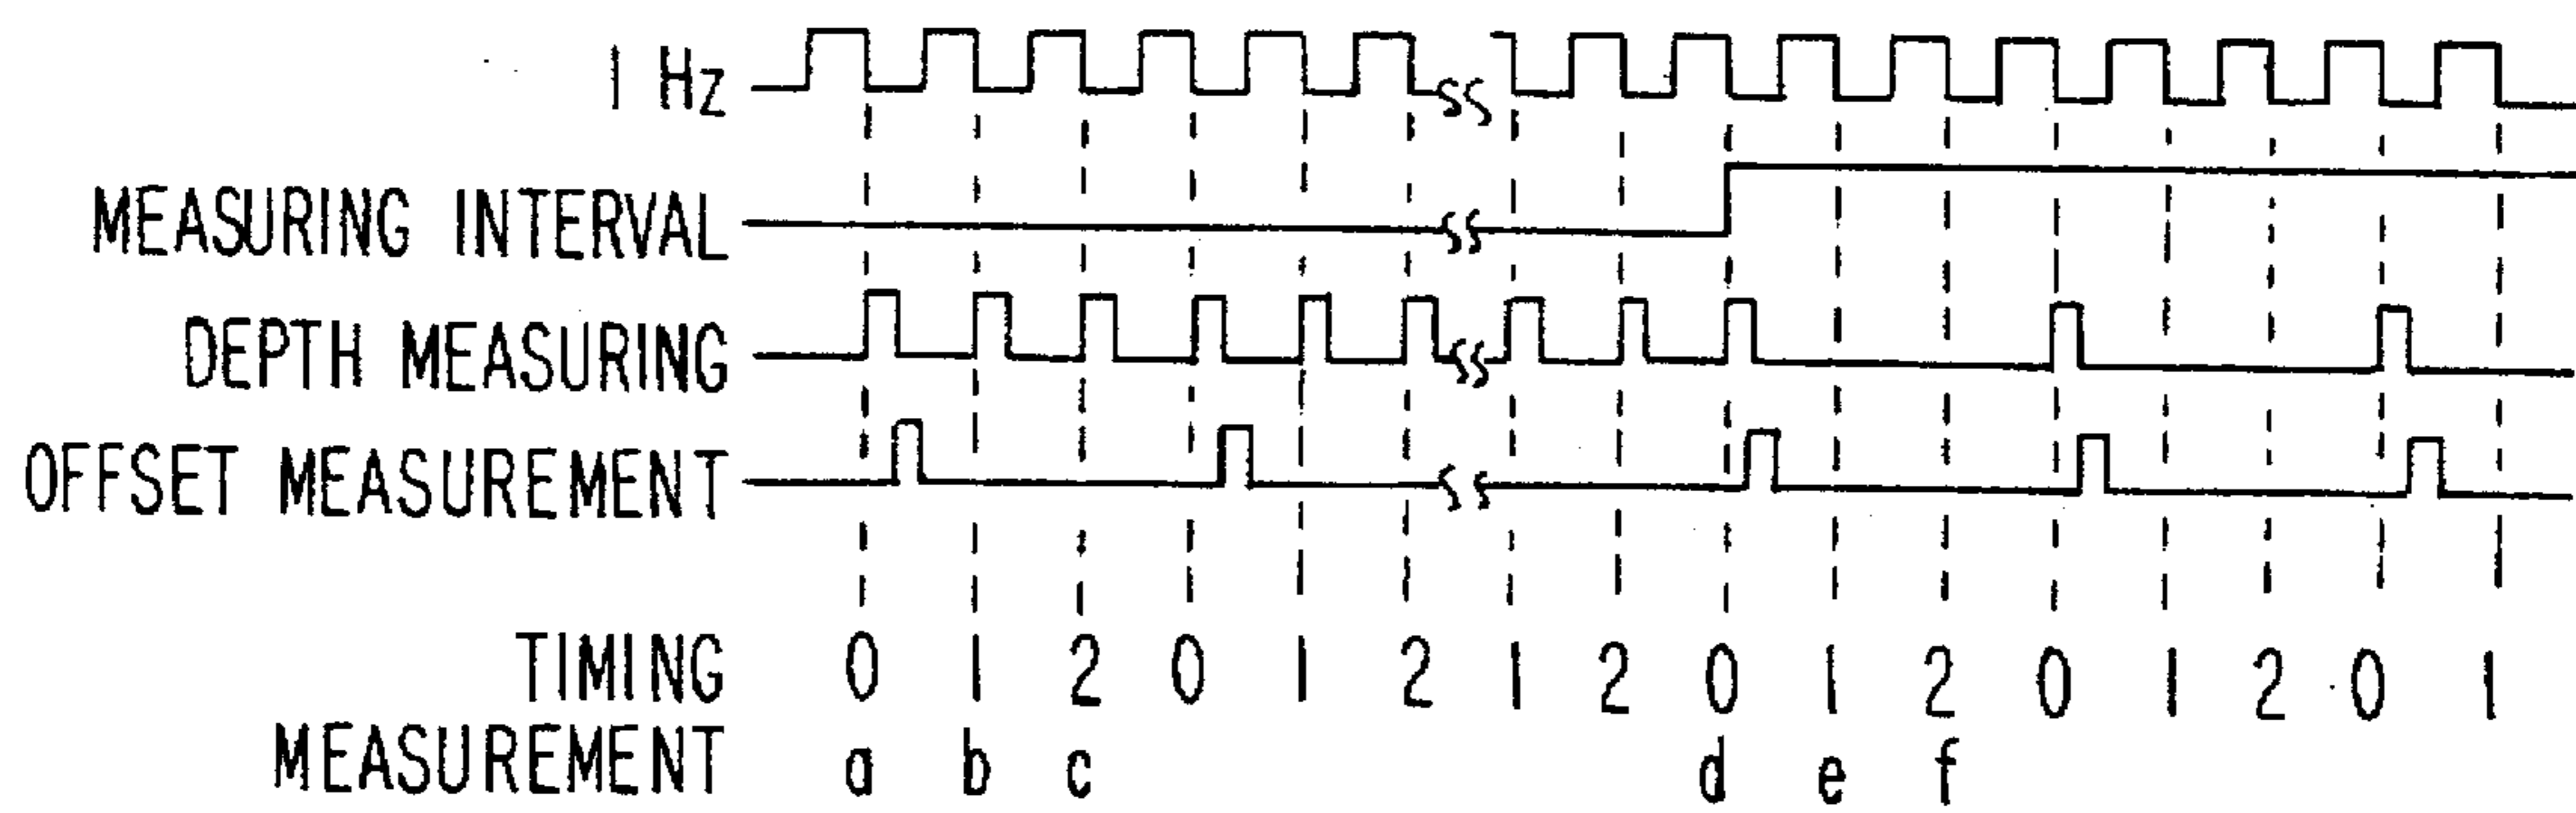 1 Hz
MEASURING INTERVAL
DEPTH MEASURING
OFFSET MEASUREMENT
TIMING 0 1 2 0 1 2 1 2 0 1 2 0 1 2 0 1
MEASUREMENT a b c d e f